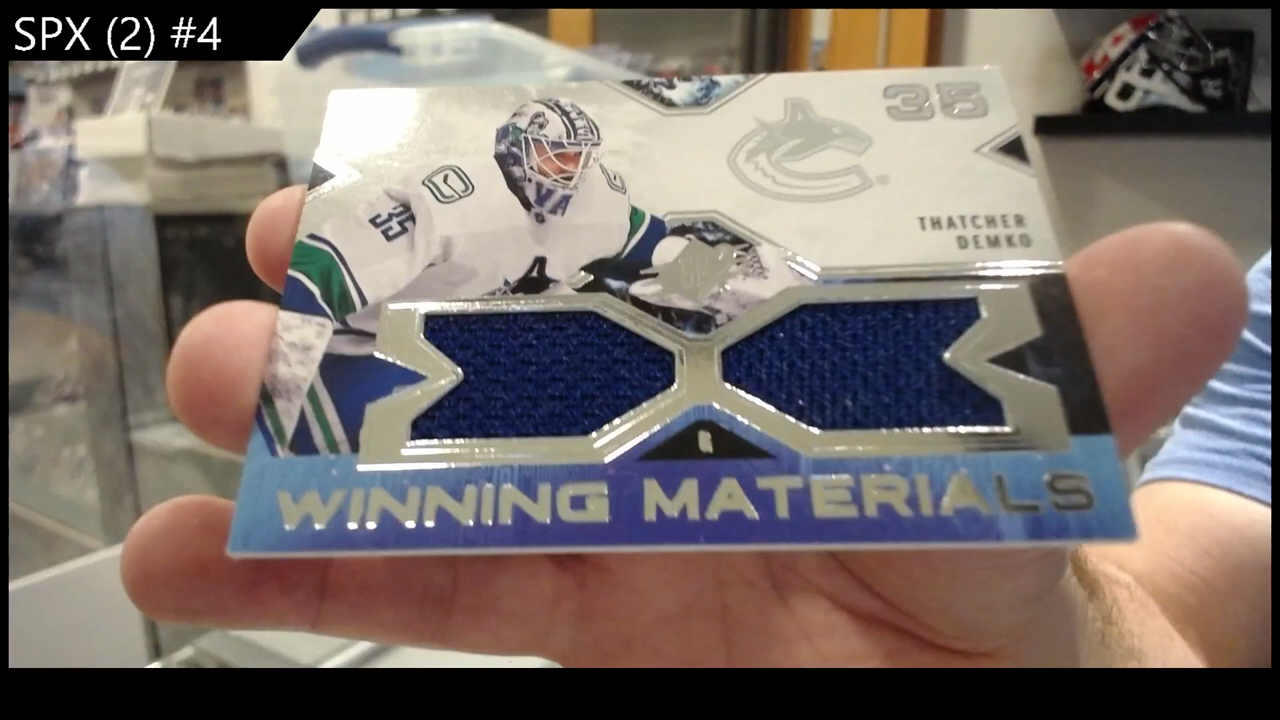 SPX (2) #4
35
THATCHER
DEMKO
35
WINNING MATERIALS